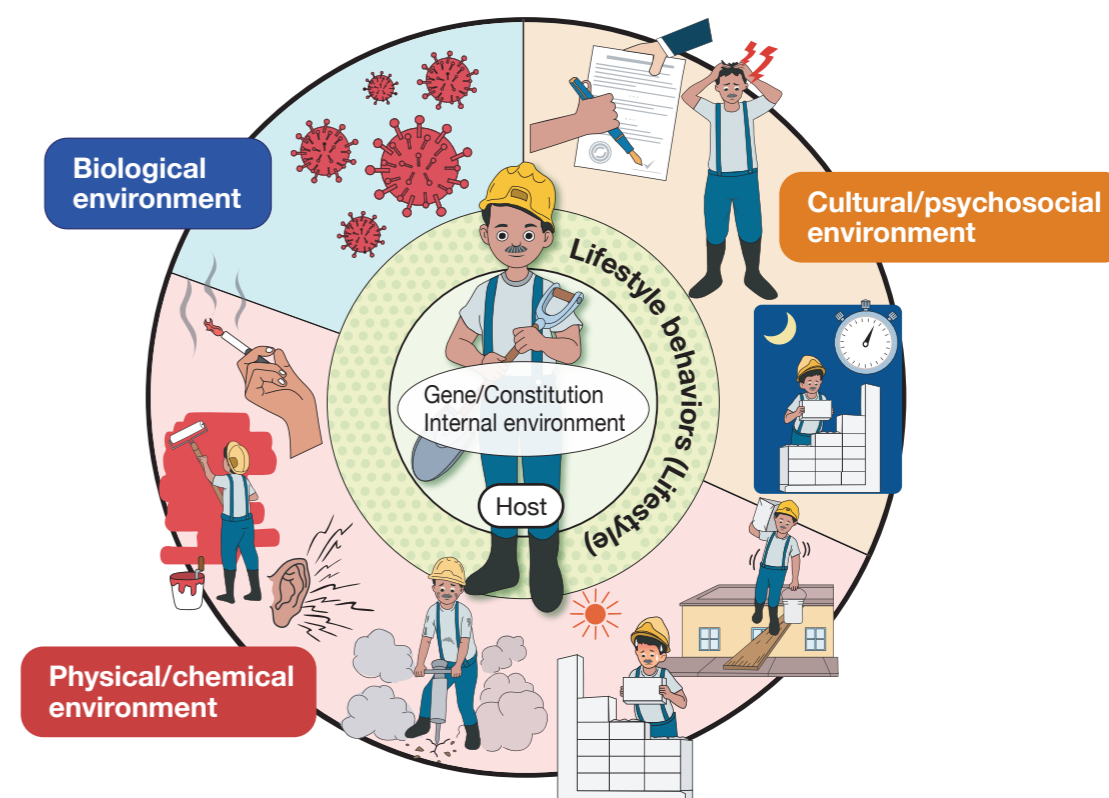 Biological
environment
Cultural/psychosocial
environment
Lifestyle behaviors (Lifestyle)
Gene/Constitution
Internal environment
Host
Physical/chemical
environment